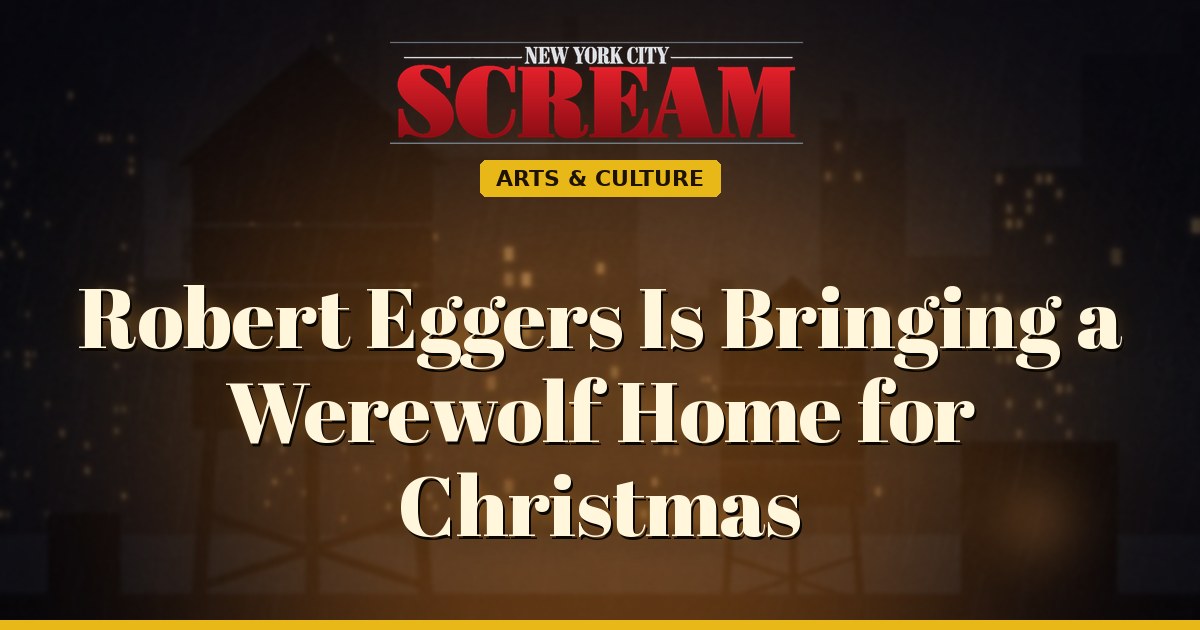 NEW YORK CITY
SCREAM
ARTS & CULTURE
Robert Eggers Is Bringing a
Werewolf Home for
Christmas